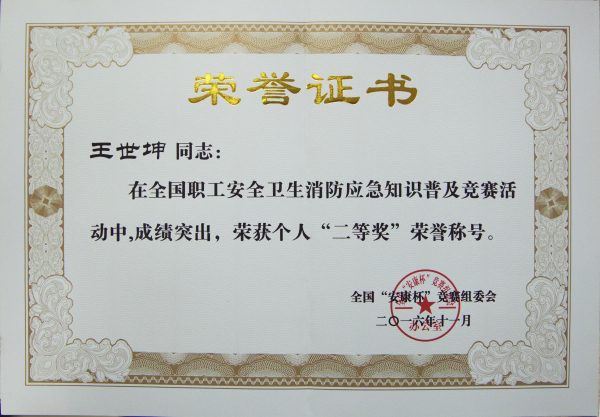 荣誉证书
王世坤 同志：
在全国职工安全卫生消防应急知识普及竞赛活
动中,成绩突出，荣获个人“二等奖”荣誉称号。
全国“安康杯”竞赛组委会
二〇一六年十一月
办公室